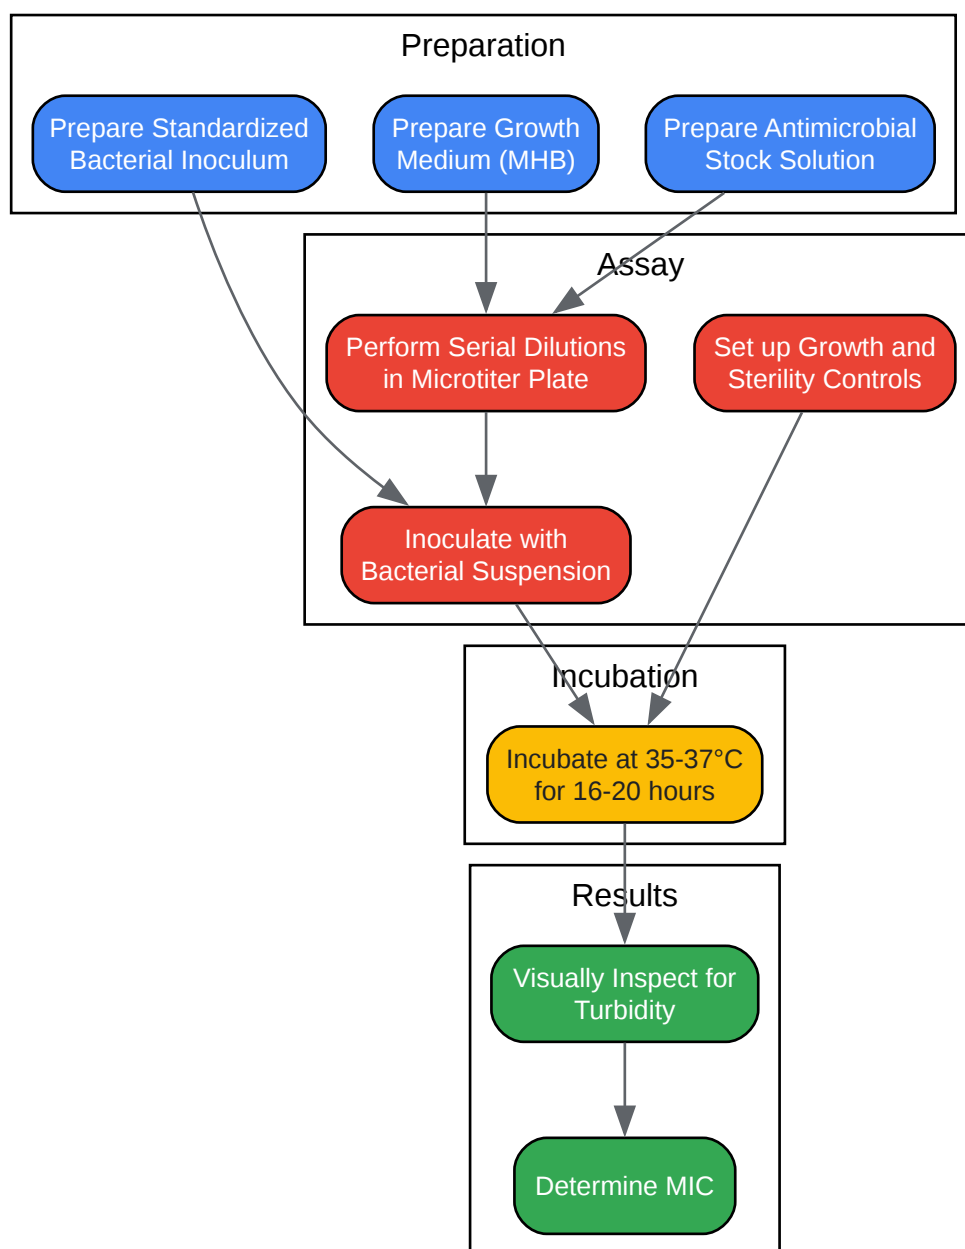 Preparation
Prepare Standardized
Bacterial Inoculum
Prepare Growth
Medium (MHB)
Prepare Antimicrobial
Stock Solution
Assay
Perform Serial Dilutions
in Microtiter Plate
Set up Growth and
Sterility Controls
Inoculate with
Bacterial Suspension
Incubation
Incubate at 35-37°C
for 16-20 hours
Results
Visually Inspect for
Turbidity
Determine MIC